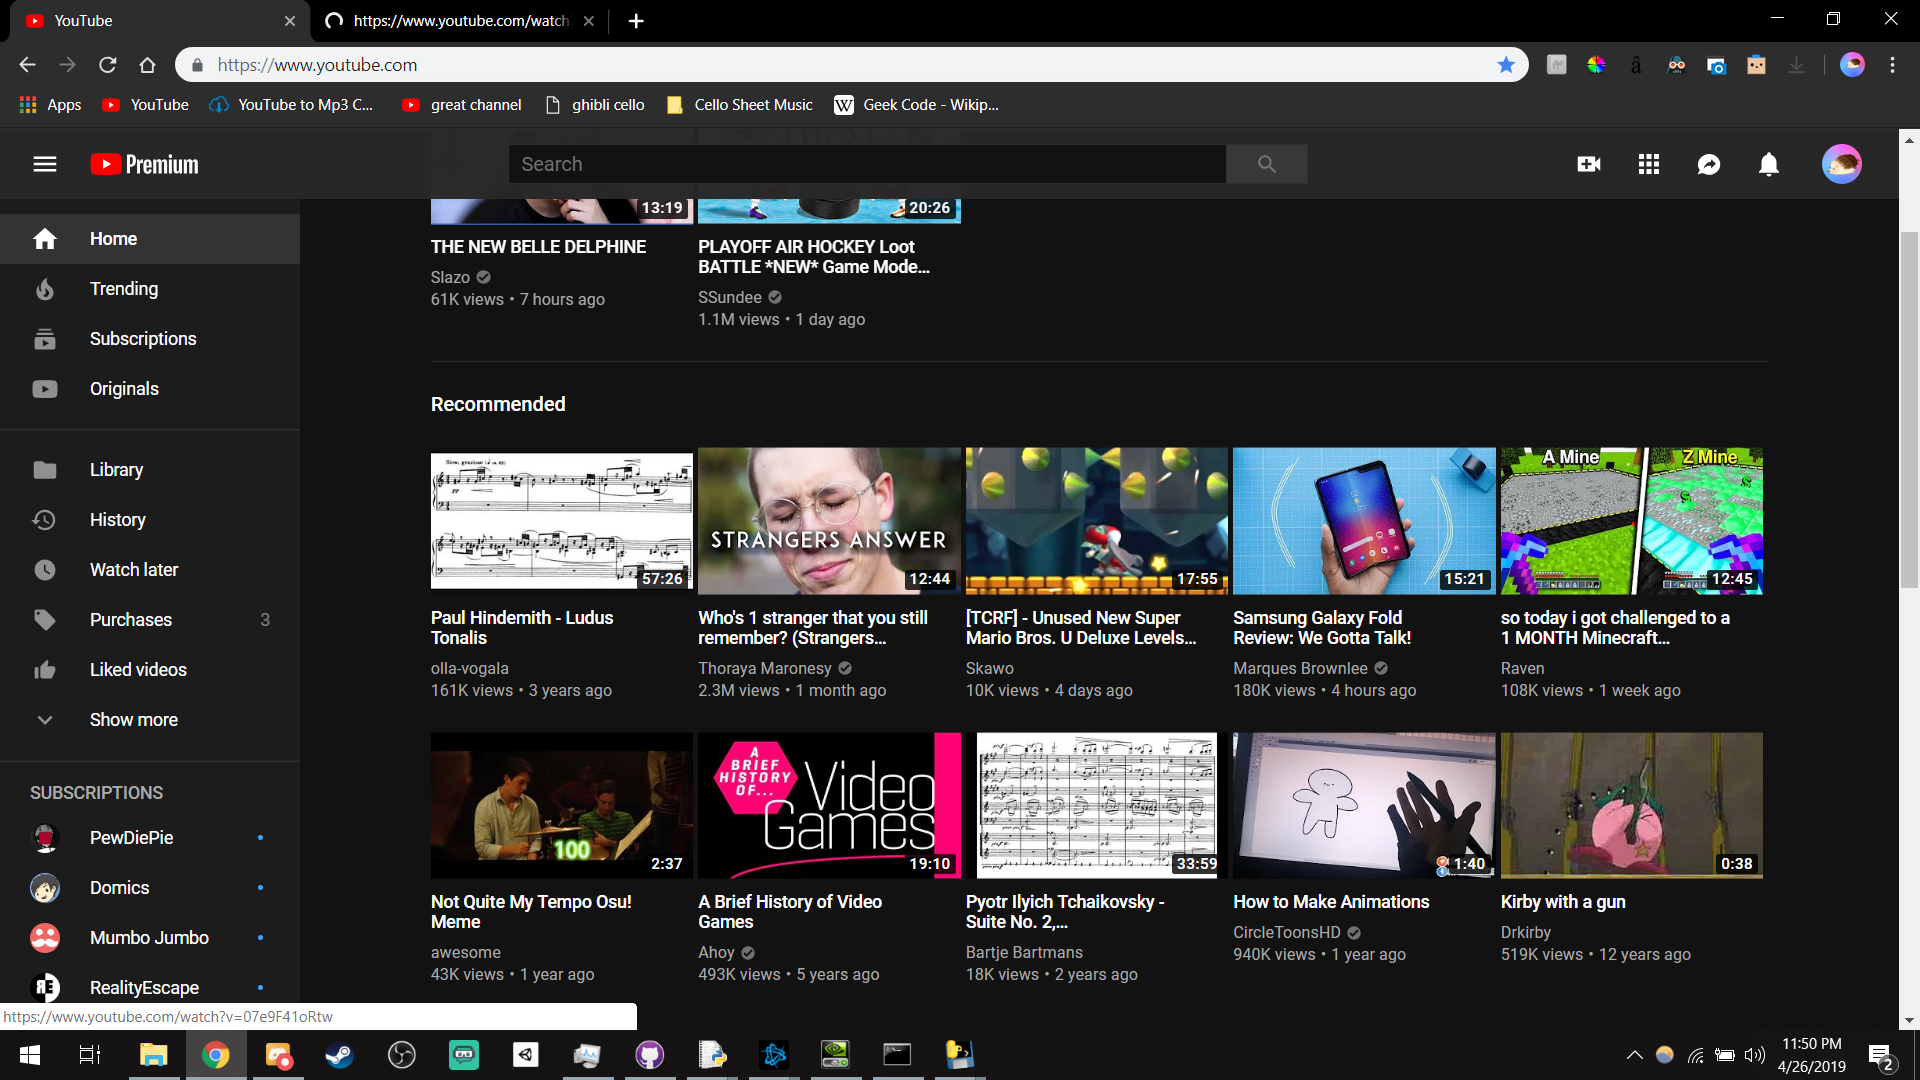 YouTube
https://www.youtube.com/watch
https://www.youtube.com
Apps
YouTube
YouTube to Mp3 C...
great channel
ghibli cello
Cello Sheet Music
W
Geek Code - Wikip...
Premium
Search
Home
Trending
Subscriptions
Originals
Library
History
Watch later
Purchases 3
Liked videos
Show more
SUBSCRIPTIONS
PewDiePie
Domics
Mumbo Jumbo
RE
RealityEscape
13:19
THE NEW BELLE DELPHINE
Slazo
61K views • 7 hours ago
20:26
PLAYOFF AIR HOCKEY Loot
BATTLE *NEW* Game Mode...
SSundee
1.1M views • 1 day ago
Recommended
57:26
Paul Hindemith - Ludus
Tonalis
olla-vogala
161K views • 3 years ago
STRANGERS ANSWER
12:44
Who's 1 stranger that you still
remember? (Strangers...
Thoraya Maronesy
2.3M views • 1 month ago
17:55
[TCRF] - Unused New Super
Mario Bros. U Deluxe Levels...
Skawo
10K views • 4 days ago
15:21
Samsung Galaxy Fold
Review: We Gotta Talk!
Marques Brownlee
180K views • 4 hours ago
A Mine
Z Mine
12:45
so today i got challenged to a
1 MONTH Minecraft...
Raven
108K views • 1 week ago
100
2:37
Not Quite My Tempo Osu!
Meme
awesome
43K views • 1 year ago
A
BRIEF
HISTORY
OF...
Video
Games
19:10
A Brief History of Video
Games
Ahoy
493K views • 5 years ago
33:59
Pyotr Ilyich Tchaikovsky -
Suite No. 2,...
Bartje Bartmans
18K views • 2 years ago
1:40
How to Make Animations
CircleToonsHD
940K views • 1 year ago
0:38
Kirby with a gun
Drkirby
519K views • 12 years ago
https://www.youtube.com/watch?v=07e9F41oRtw
11:50 PM
4/26/2019
2